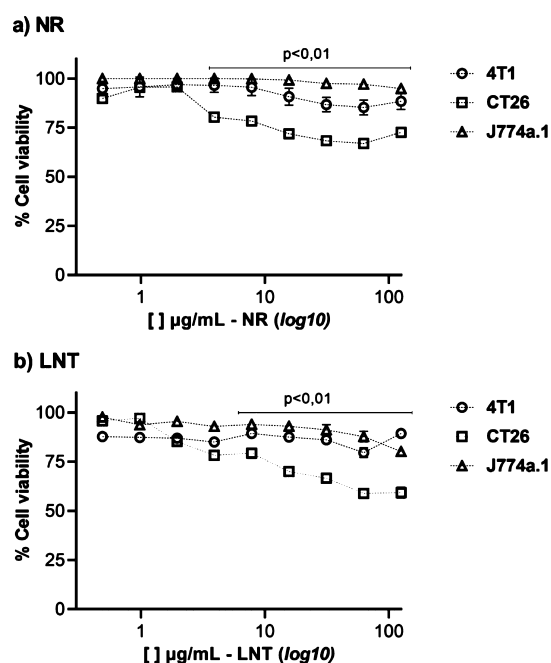 a) NR
p<0,01
4T1
CT26
J774a.1
% Cell viability
100
75
50
25
0
1
10
100
[ ] µg/mL - NR (log10)
b) LNT
p<0,01
4T1
CT26
J774a.1
% Cell viability
100
75
50
25
0
1
10
100
[ ] µg/mL - LNT (log10)